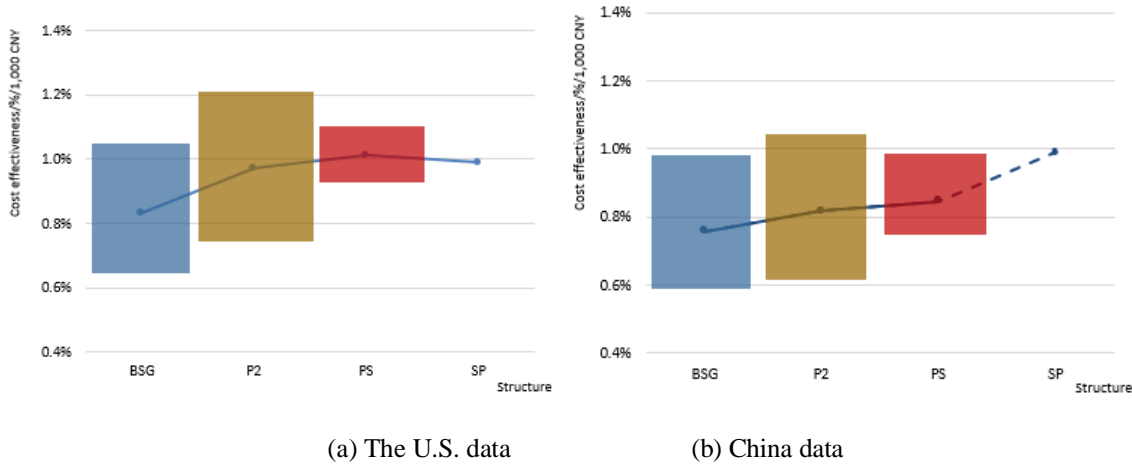 Cost effectiveness/%/1,000 CNY
1.4%
1.2%
1.0%
0.8%
0.6%
0.4%
BSG P2 PS SP
Structure
(a) The U.S. data
Cost effectiveness/%/1,000 CNY
1.4%
1.2%
1.0%
0.8%
0.6%
0.4%
BSG P2 PS SP
Structure
(b) China data